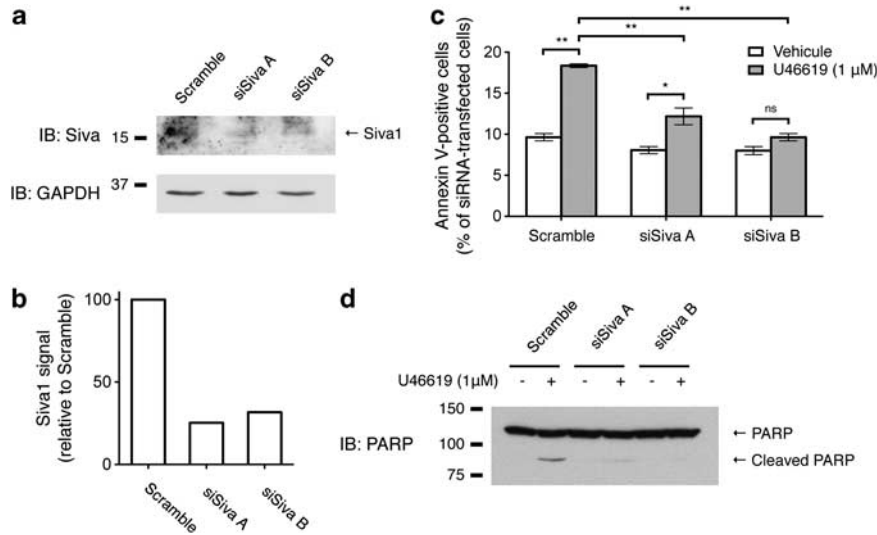 a
Scramble
siSiva A
siSiva B
IB: Siva
15
← Siva1
IB: GAPDH
37
b
Siva1 signal
(relative to Scramble)
100
50
0
Scramble
siSiva A
siSiva B
c
Annexin V-positive cells
(% of siRNA-transfected cells)
20
15
10
5
0
**
**
**
*
ns
Vehicule
U46619 (1 µM)
Scramble
siSiva A
siSiva B
d
Scramble
siSiva A
siSiva B
U46619 (1µM)
- + - + - +
IB: PARP
150
100
75
← PARP
← Cleaved PARP